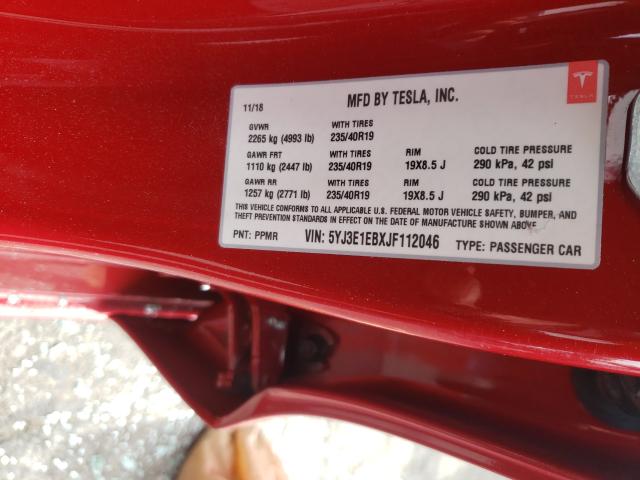 11/18 MFD BY TESLA, INC.
TESLA
GVWR WITH TIRES
2265 kg (4993 lb) 235/40R19
GAWR FRT WITH TIRES RIM COLD TIRE PRESSURE
1110 kg (2447 lb) 235/40R19 19X8.5 J 290 kPa, 42 psi
GAWR RR WITH TIRES RIM COLD TIRE PRESSURE
1257 kg (2771 lb) 235/40R19 19X8.5 J 290 kPa, 42 psi
THIS VEHICLE CONFORMS TO ALL APPLICABLE U.S. FEDERAL MOTOR VEHICLE SAFETY, BUMPER, AND
THEFT PREVENTION STANDARDS IN EFFECT ON THE DATE OF MANUFACTURE SHOWN ABOVE
PNT: PPMR VIN: 5YJ3E1EBXJF112046 TYPE: PASSENGER CAR